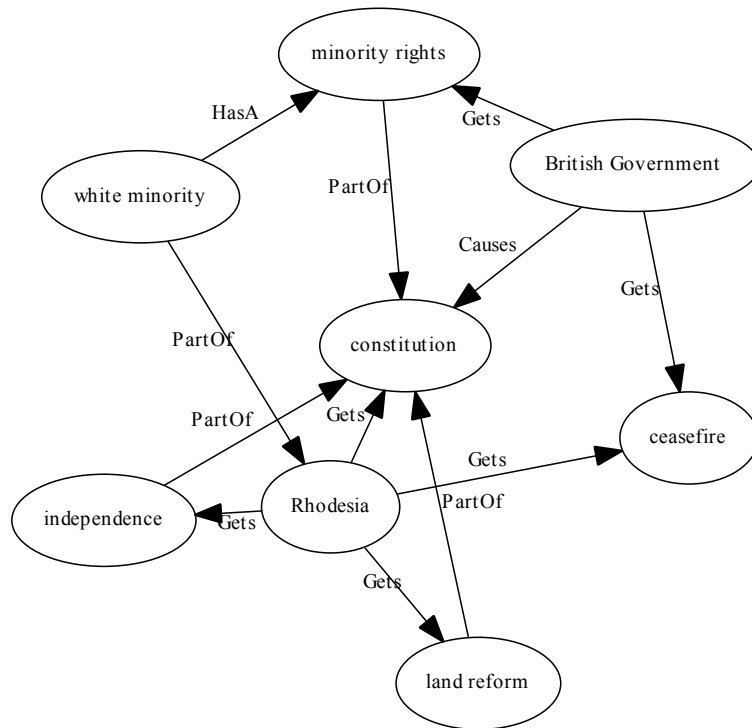 minority rights
HasA
Gets
British Government
white minority
PartOf
Causes
Gets
PartOf
constitution
PartOf
Gets
ceasefire
Gets
PartOf
independence
Gets
Rhodesia
Gets
land reform